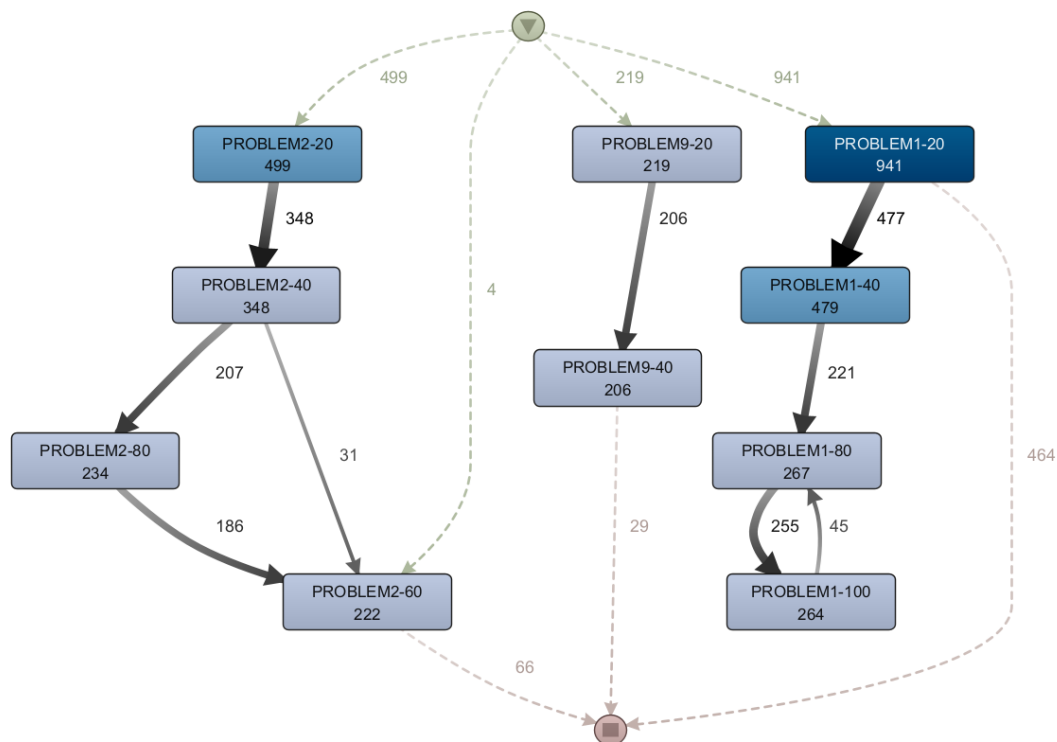 499
219
941
PROBLEM2-20
499
PROBLEM9-20
219
PROBLEM1-20
941
348
206
477
PROBLEM2-40
348
4
PROBLEM1-40
479
207
PROBLEM9-40
206
221
PROBLEM2-80
234
31
PROBLEM1-80
267
464
186
29
255
45
PROBLEM2-60
222
PROBLEM1-100
264
66